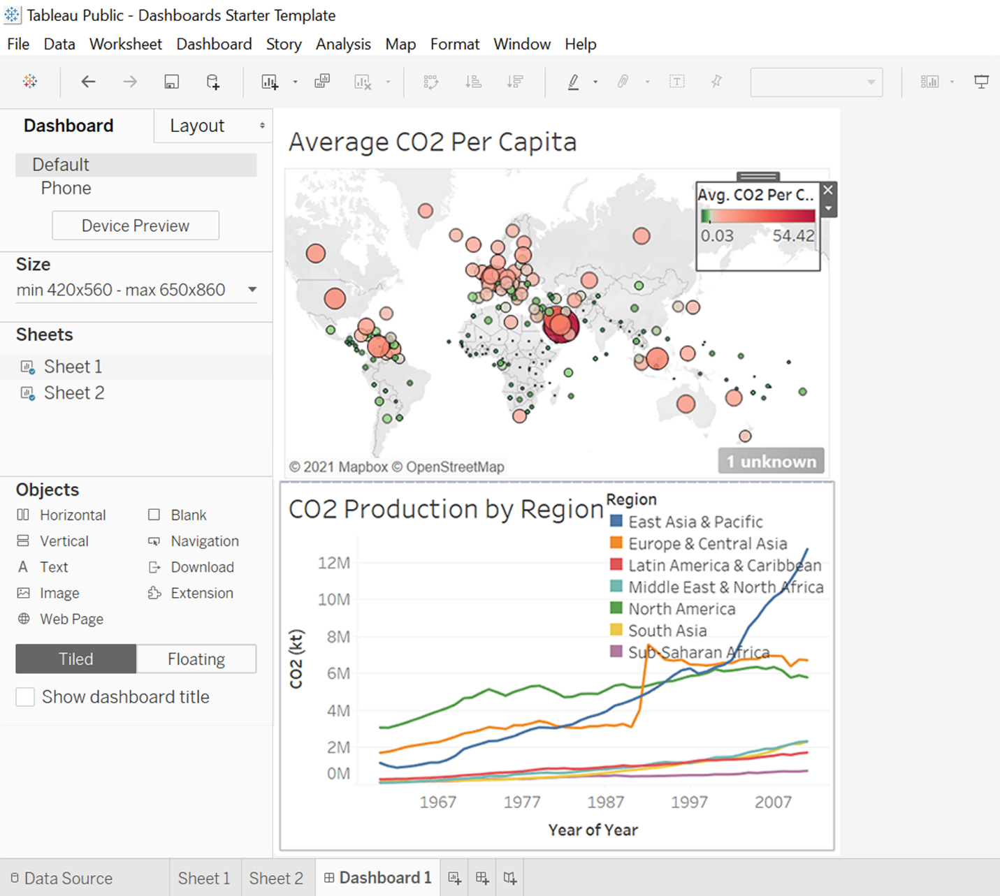 Tableau Public - Dashboards Starter Template
File Data Worksheet Dashboard Story Analysis Map Format Window Help
Dashboard Layout
Default
Phone
Device Preview
Size
min 420x560 - max 650x860
Sheets
Sheet 1
Sheet 2
Objects
Horizontal Blank
Vertical Navigation
A Text Download
Image Extension
Web Page
Tiled Floating
Show dashboard title
Average CO2 Per Capita
Avg. CO2 Per C..
0.03 54.42
© 2021 Mapbox © OpenStreetMap
1 unknown
CO2 Production by Region
Region
East Asia & Pacific
Europe & Central Asia
Latin America & Caribbean
Middle East & North Africa
North America
South Asia
Sub-Saharan Africa
12M
10M
8M
6M
4M
2M
0M
CO2 (kt)
1967 1977 1987 1997 2007
Year of Year
Data Source Sheet 1 Sheet 2 Dashboard 1